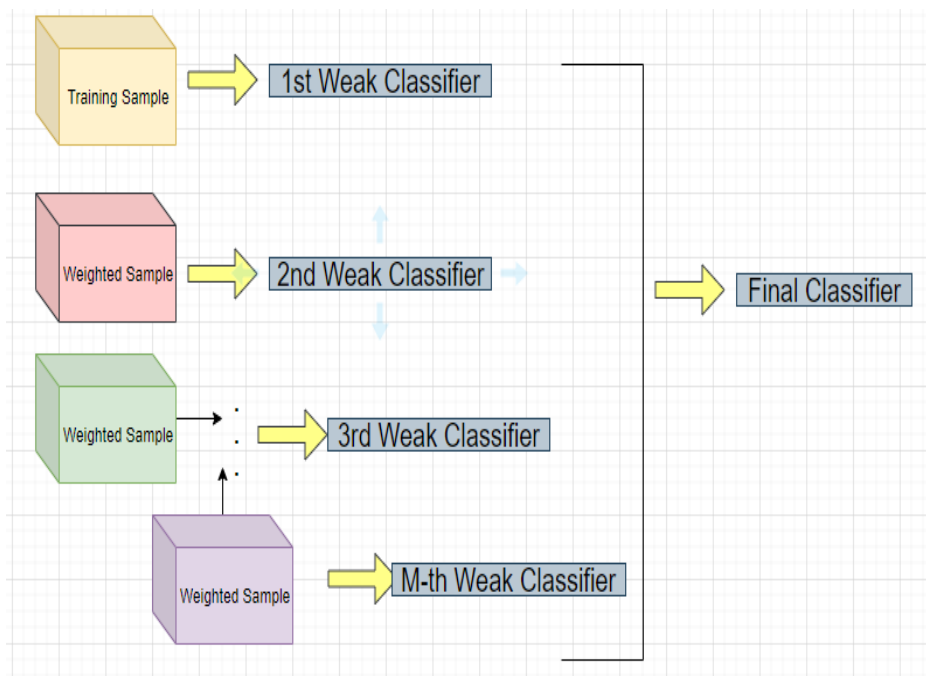 Training Sample
1st Weak Classifier
Weighted Sample
2nd Weak Classifier
Final Classifier
Weighted Sample
3rd Weak Classifier
Weighted Sample
M-th Weak Classifier